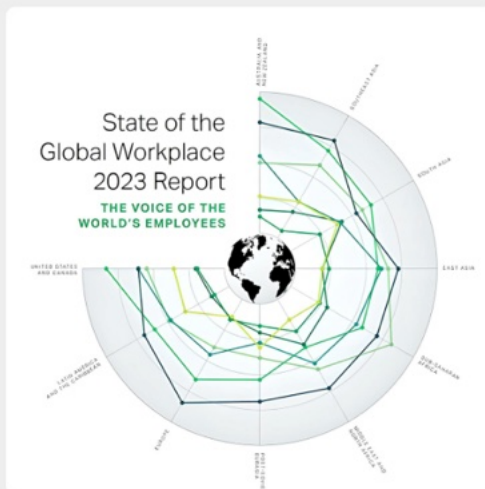 State of the
Global Workplace
2023 Report
THE VOICE OF THE
WORLD'S EMPLOYEES
AUSTRALIA AND
NEW ZEALAND
SOUTHEAST ASIA
SOUTH ASIA
EAST ASIA
SUB-SAHARAN
AFRICA
MIDDLE EAST AND
NORTH AFRICA
POST-SOVIET
EURASIA
EUROPE
LATIN AMERICA
AND THE CARIBBEAN
UNITED STATES
AND CANADA